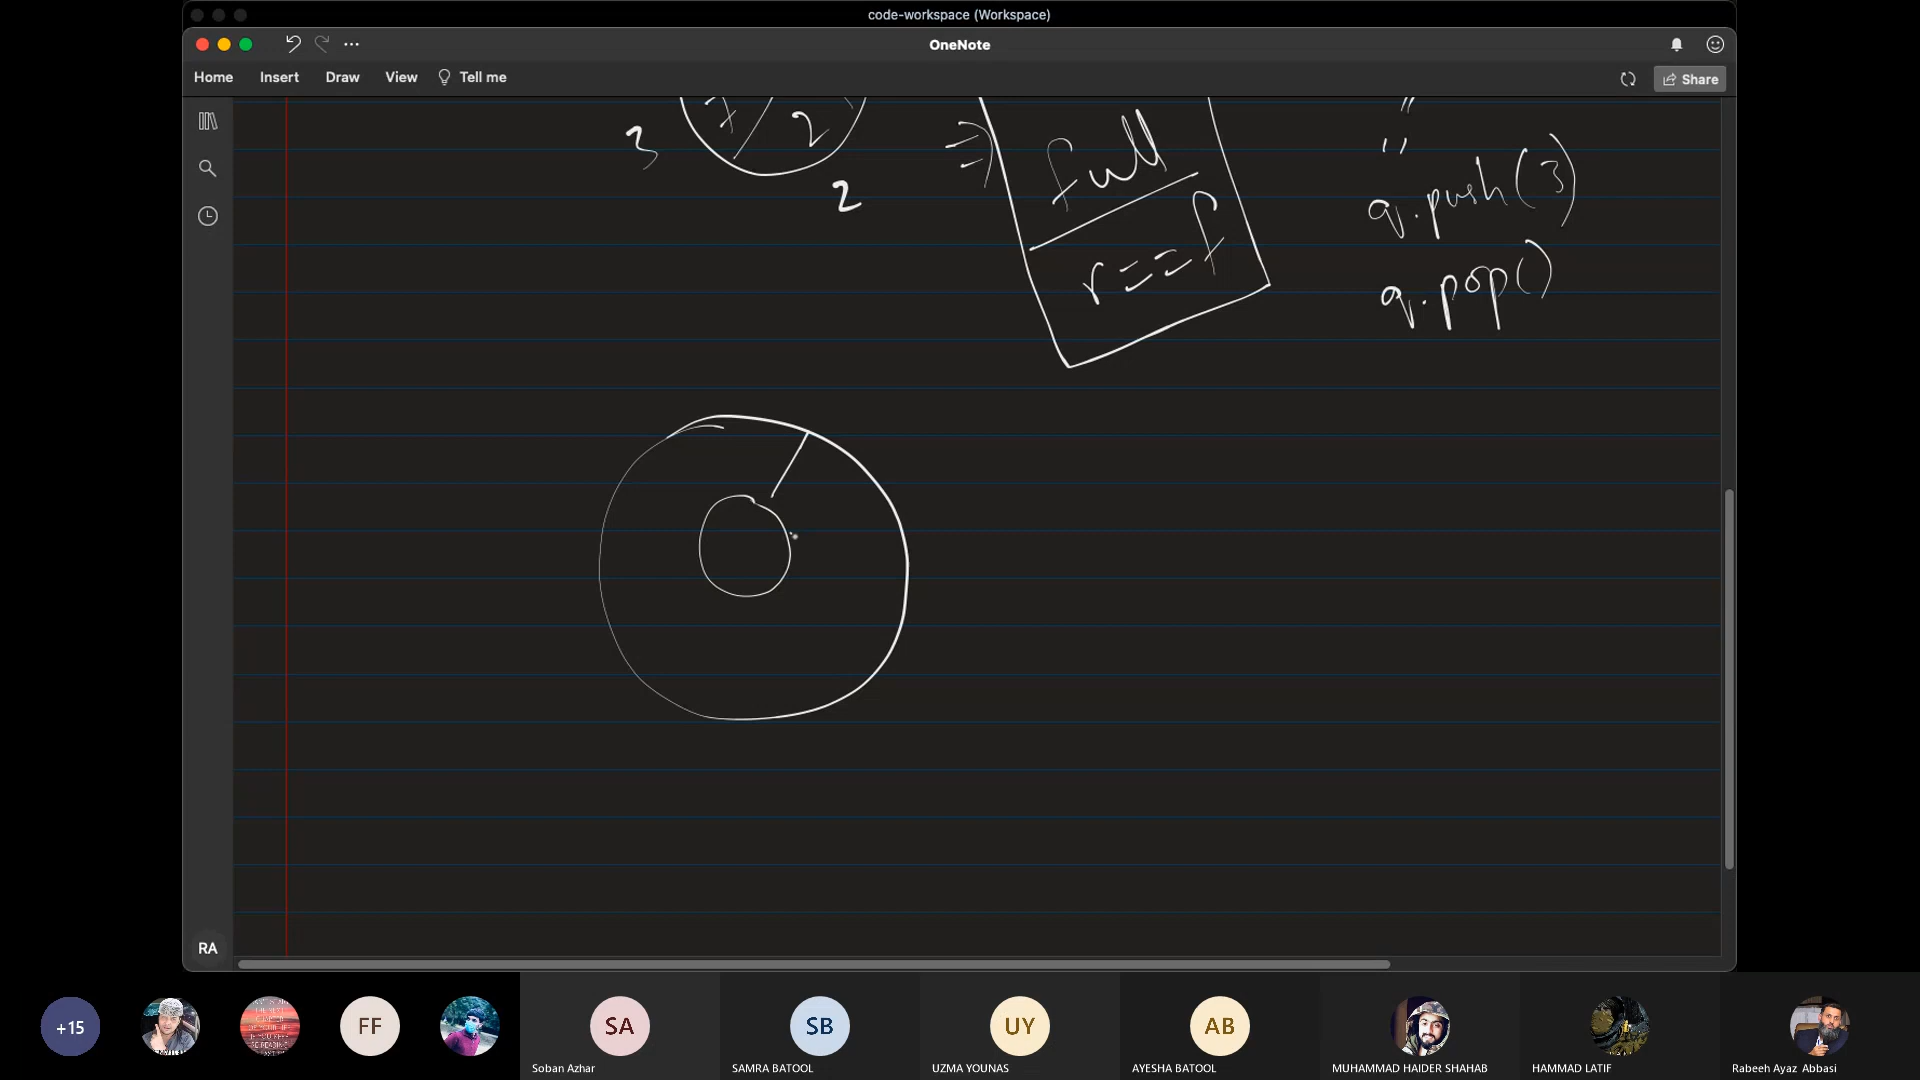 code-workspace (Workspace)
OneNote
Home Insert Draw View Tell me
Share
3
2
2
full
r==f
"
"
q.push(3)
q.pop()
RA
+15
FF
SA
SB
UY
AB
Soban Azhar
SAMRA BATOOL
UZMA YOUNAS
AYESHA BATOOL
MUHAMMAD HAIDER SHAHAB
HAMMAD LATIF
Rabeeh Ayaz Abbasi